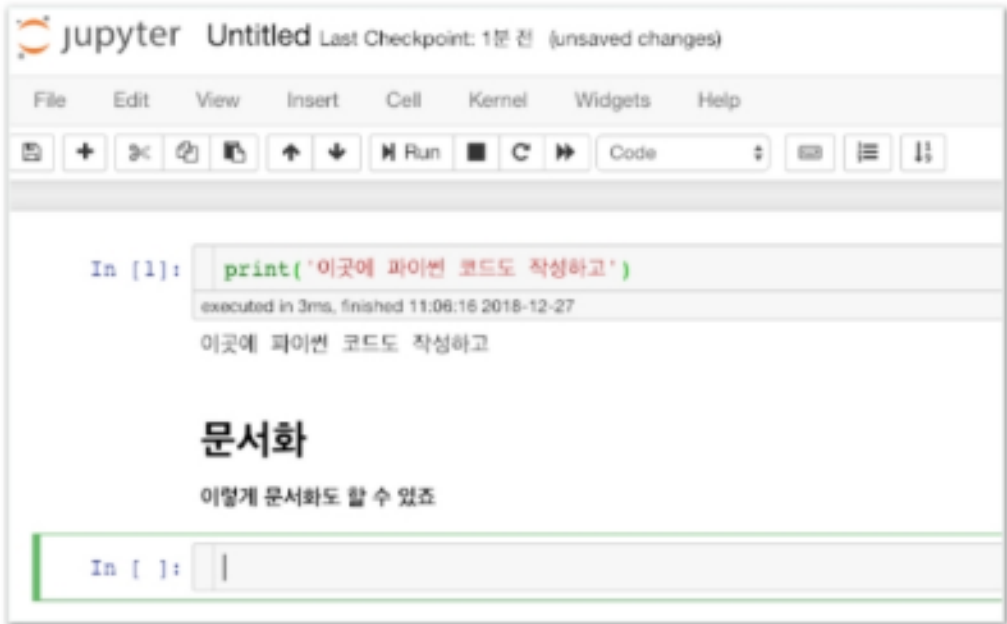 jupyter Untitled Last Checkpoint: 1분 전 (unsaved changes)
File Edit View Insert Cell Kernel Widgets Help
Run Code
In [1]: print('이곳에 파이썬 코드도 작성하고')
executed in 3ms, finished 11:06:16 2018-12-27
이곳에 파이썬 코드도 작성하고
문서화
이렇게 문서화도 할 수 있죠
In [ ]: